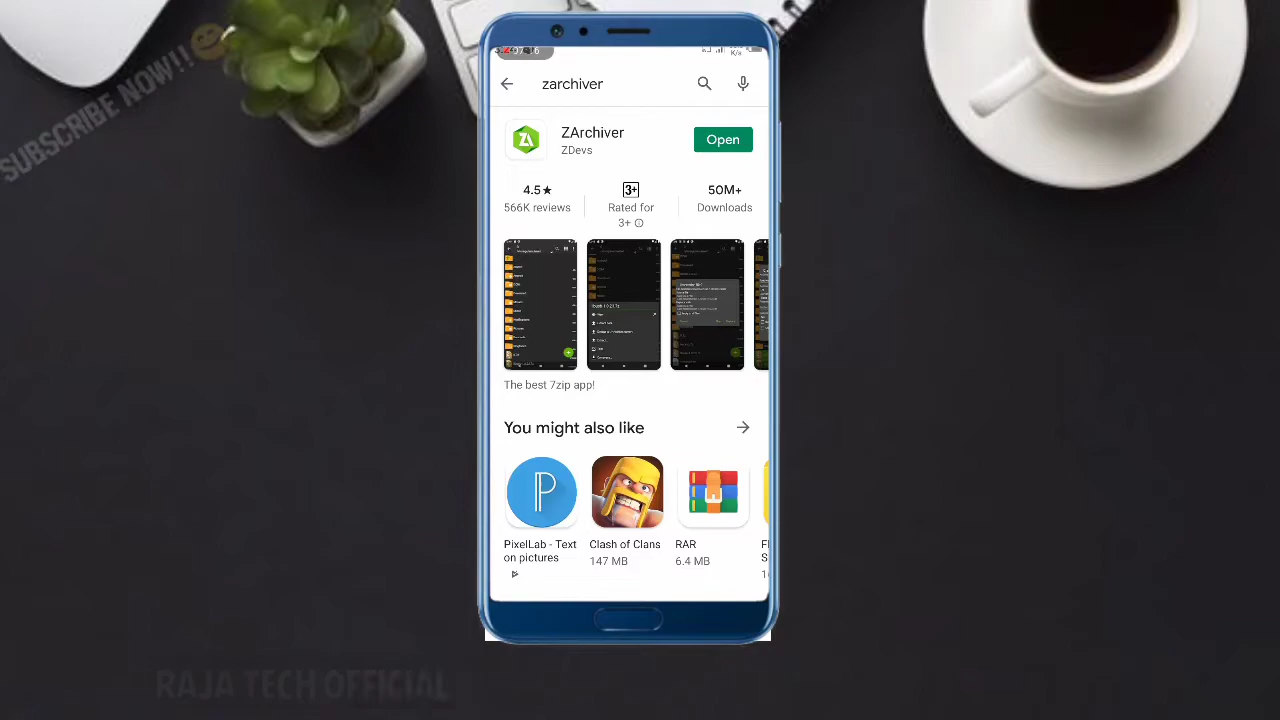 SUBSCRIBE NOW!!
zarchiver
ZArchiver
ZDevs
Open
4.5★
566K reviews
3+
Rated for
3+
50M+
Downloads
The best 7zip app!
You might also like
PixelLab - Text
on pictures
Clash of Clans
147 MB
RAR
6.4 MB
RAJA TECH OFFICIAL